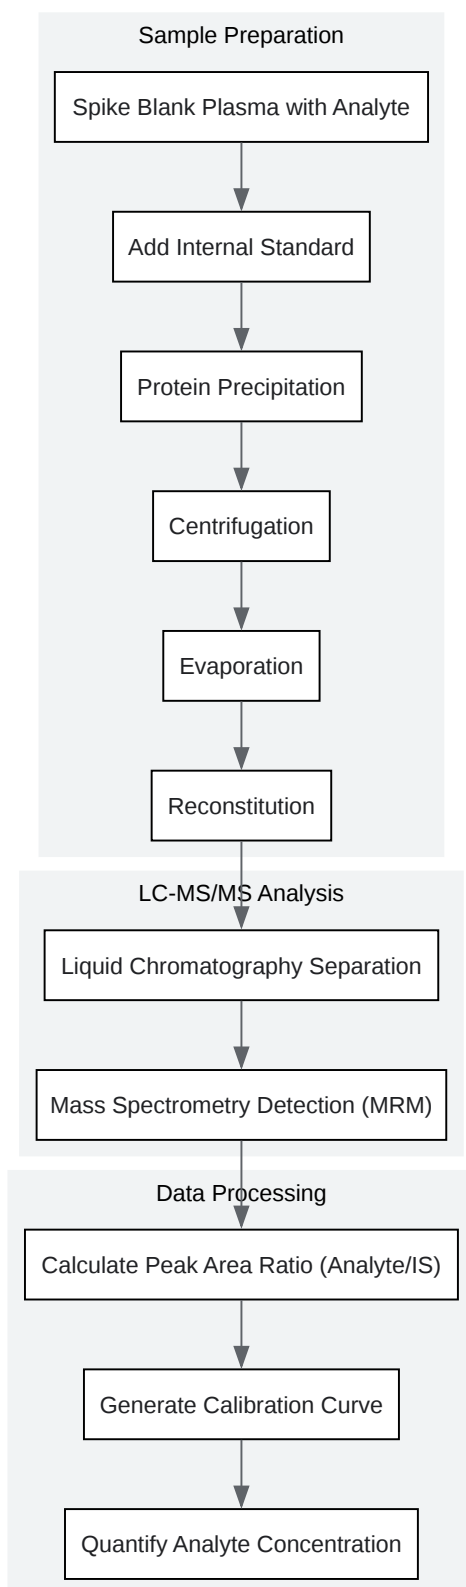 Sample Preparation
Spike Blank Plasma with Analyte
Add Internal Standard
Protein Precipitation
Centrifugation
Evaporation
Reconstitution
LC-MS/MS Analysis
Liquid Chromatography Separation
Mass Spectrometry Detection (MRM)
Data Processing
Calculate Peak Area Ratio (Analyte/IS)
Generate Calibration Curve
Quantify Analyte Concentration